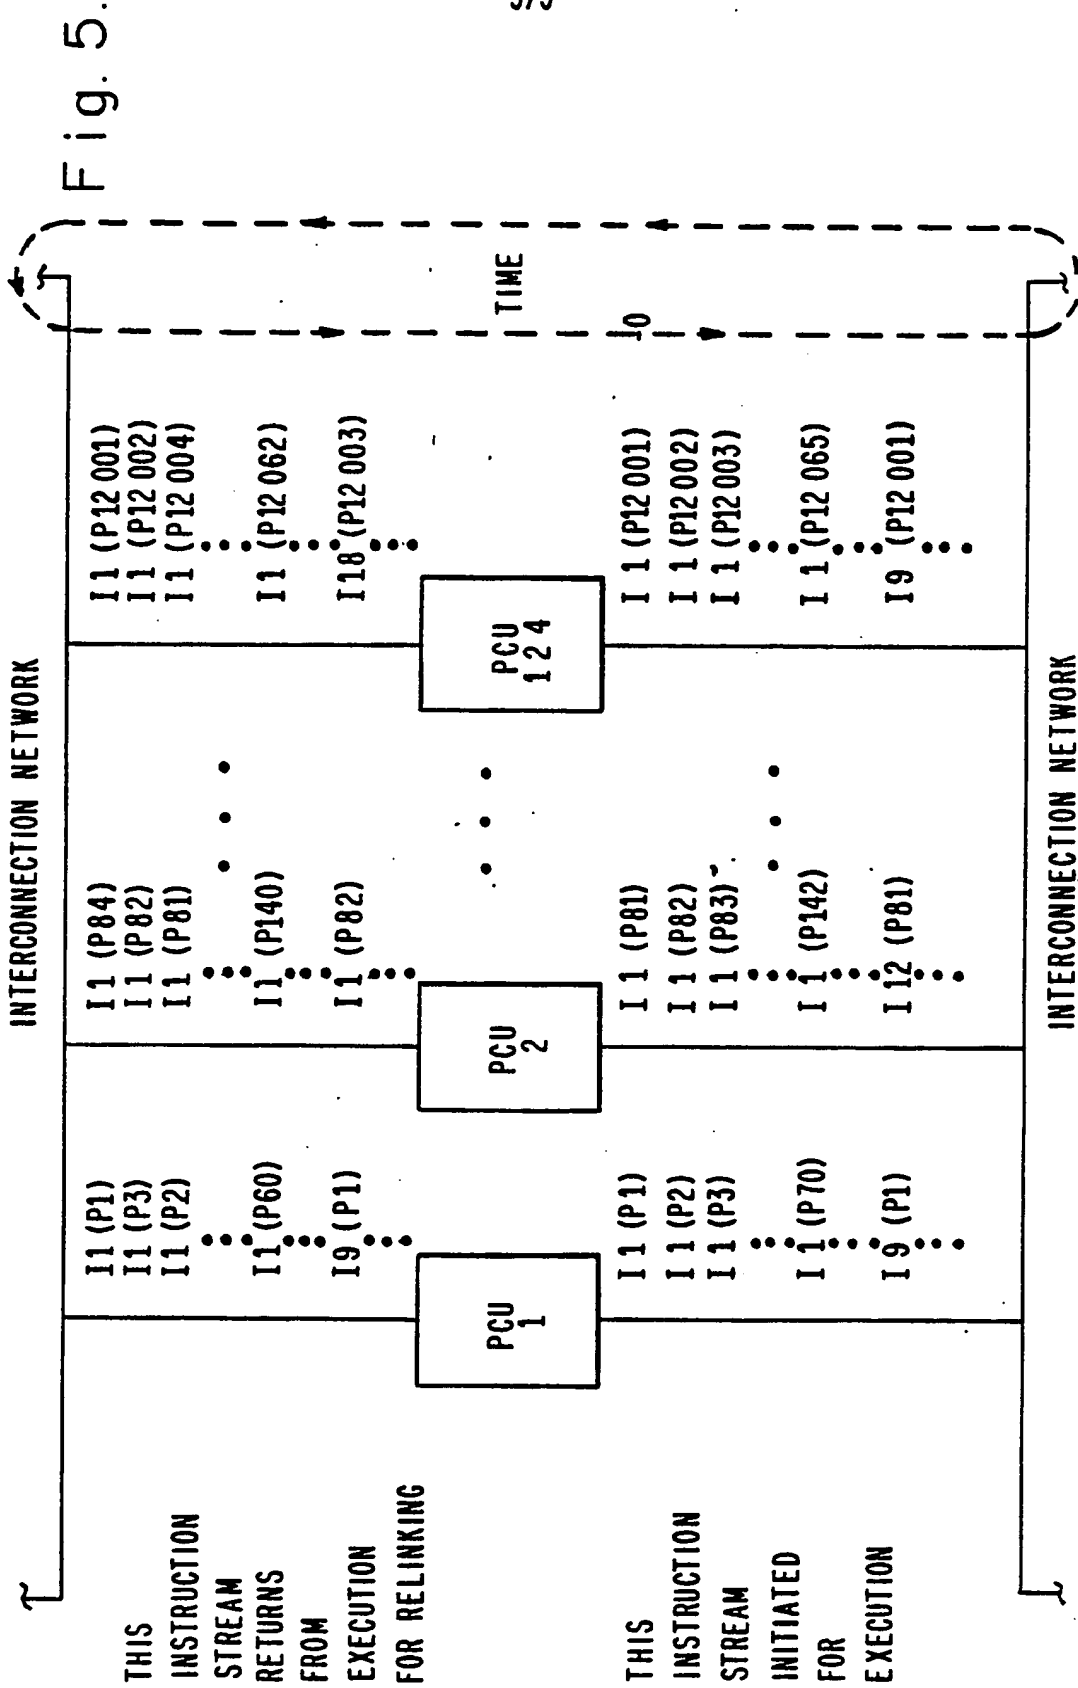 Fig. 5.
INTERCONNECTION NETWORK
THIS
INSTRUCTION
STREAM
RETURNS
FROM
EXECUTION
FOR RELINKING
I1 (P1)
I1 (P3)
I1 (P2)
I1 (P60)
I9 (P1)
I1 (P84)
I1 (P82)
I1 (P81)
I1 (P140)
I1 (P82)
I1 (P12 001)
I1 (P12 002)
I1 (P12 004)
I1 (P12 062)
I18 (P12 003)
PCU
1
PCU
2
PCU
1 2 4
TIME
0
THIS
INSTRUCTION
STREAM
INITIATED
FOR
EXECUTION
I 1 (P1)
I 1 (P2)
I 1 (P3)
I 1 (P70)
I 9 (P1)
I 1 (P81)
I 1 (P82)
I 1 (P83)
I 1 (P142)
I 12 (P81)
I 1 (P12 001)
I 1 (P12 002)
I 1 (P12 003)
I 1 (P12 065)
I 9 (P12 001)
INTERCONNECTION NETWORK